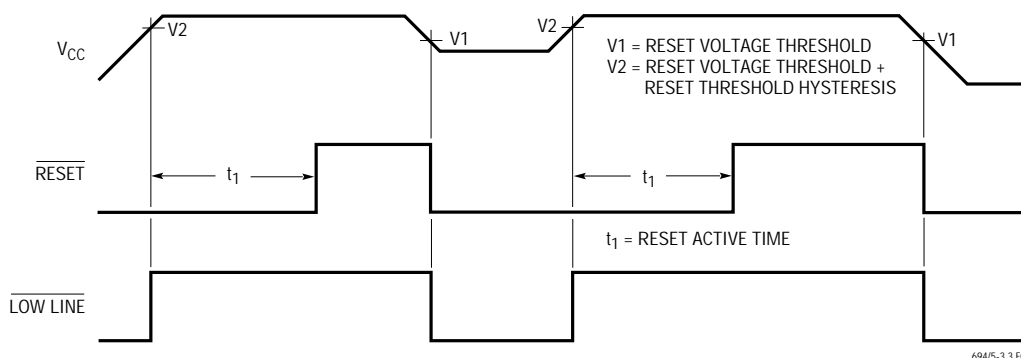 V2
V1
V2
V1
VCC
V1 = RESET VOLTAGE THRESHOLD
V2 = RESET VOLTAGE THRESHOLD +
RESET THRESHOLD HYSTERESIS
RESET
t1
t1
t1 = RESET ACTIVE TIME
LOW LINE